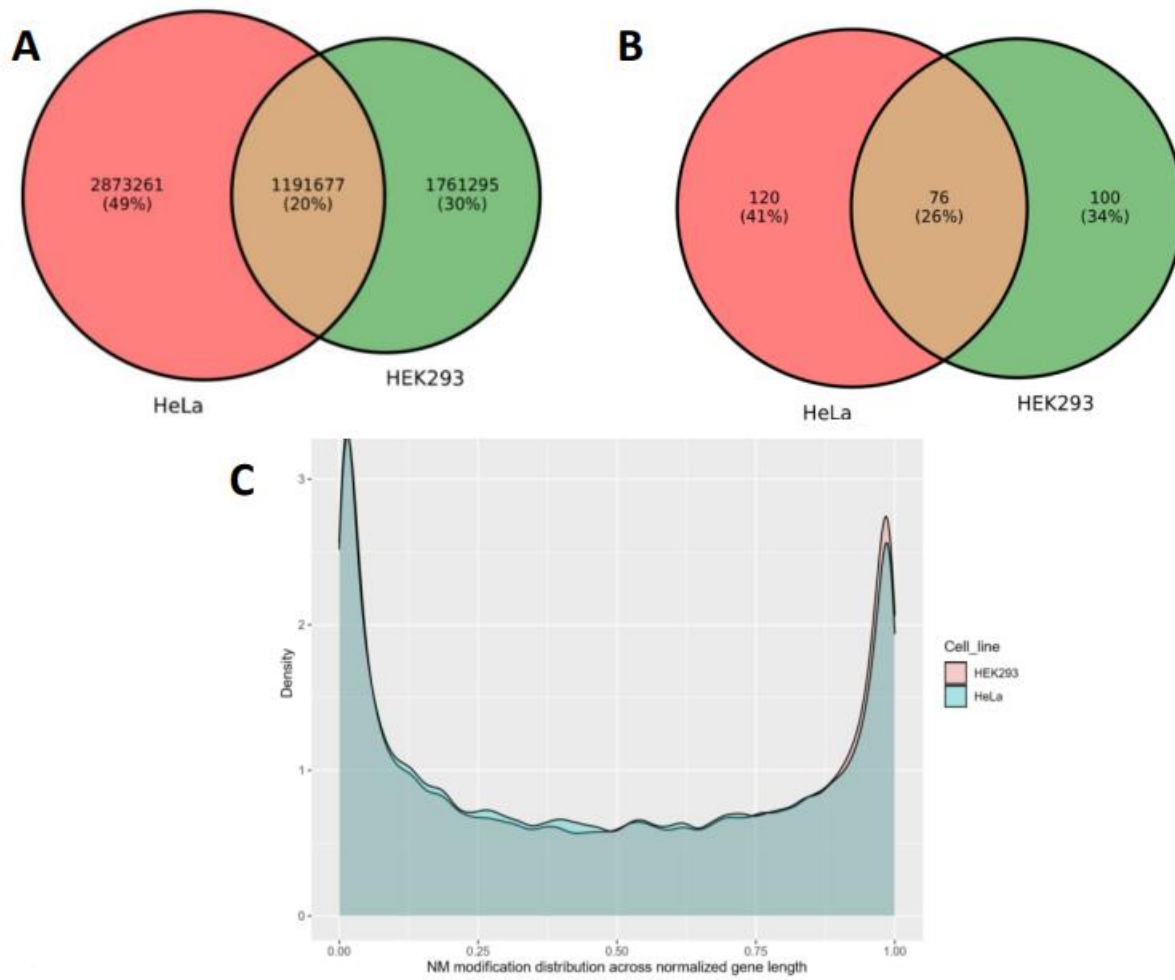 A
2873261
(49%)
1191677
(20%)
1761295
(30%)
HeLa
HEK293
B
120
(41%)
76
(26%)
100
(34%)
HeLa
HEK293
C
3
2
1
0
Density
0.00
0.25
0.50
0.75
1.00
NM modification distribution across normalized gene length
Cell_line
HEK293
HeLa